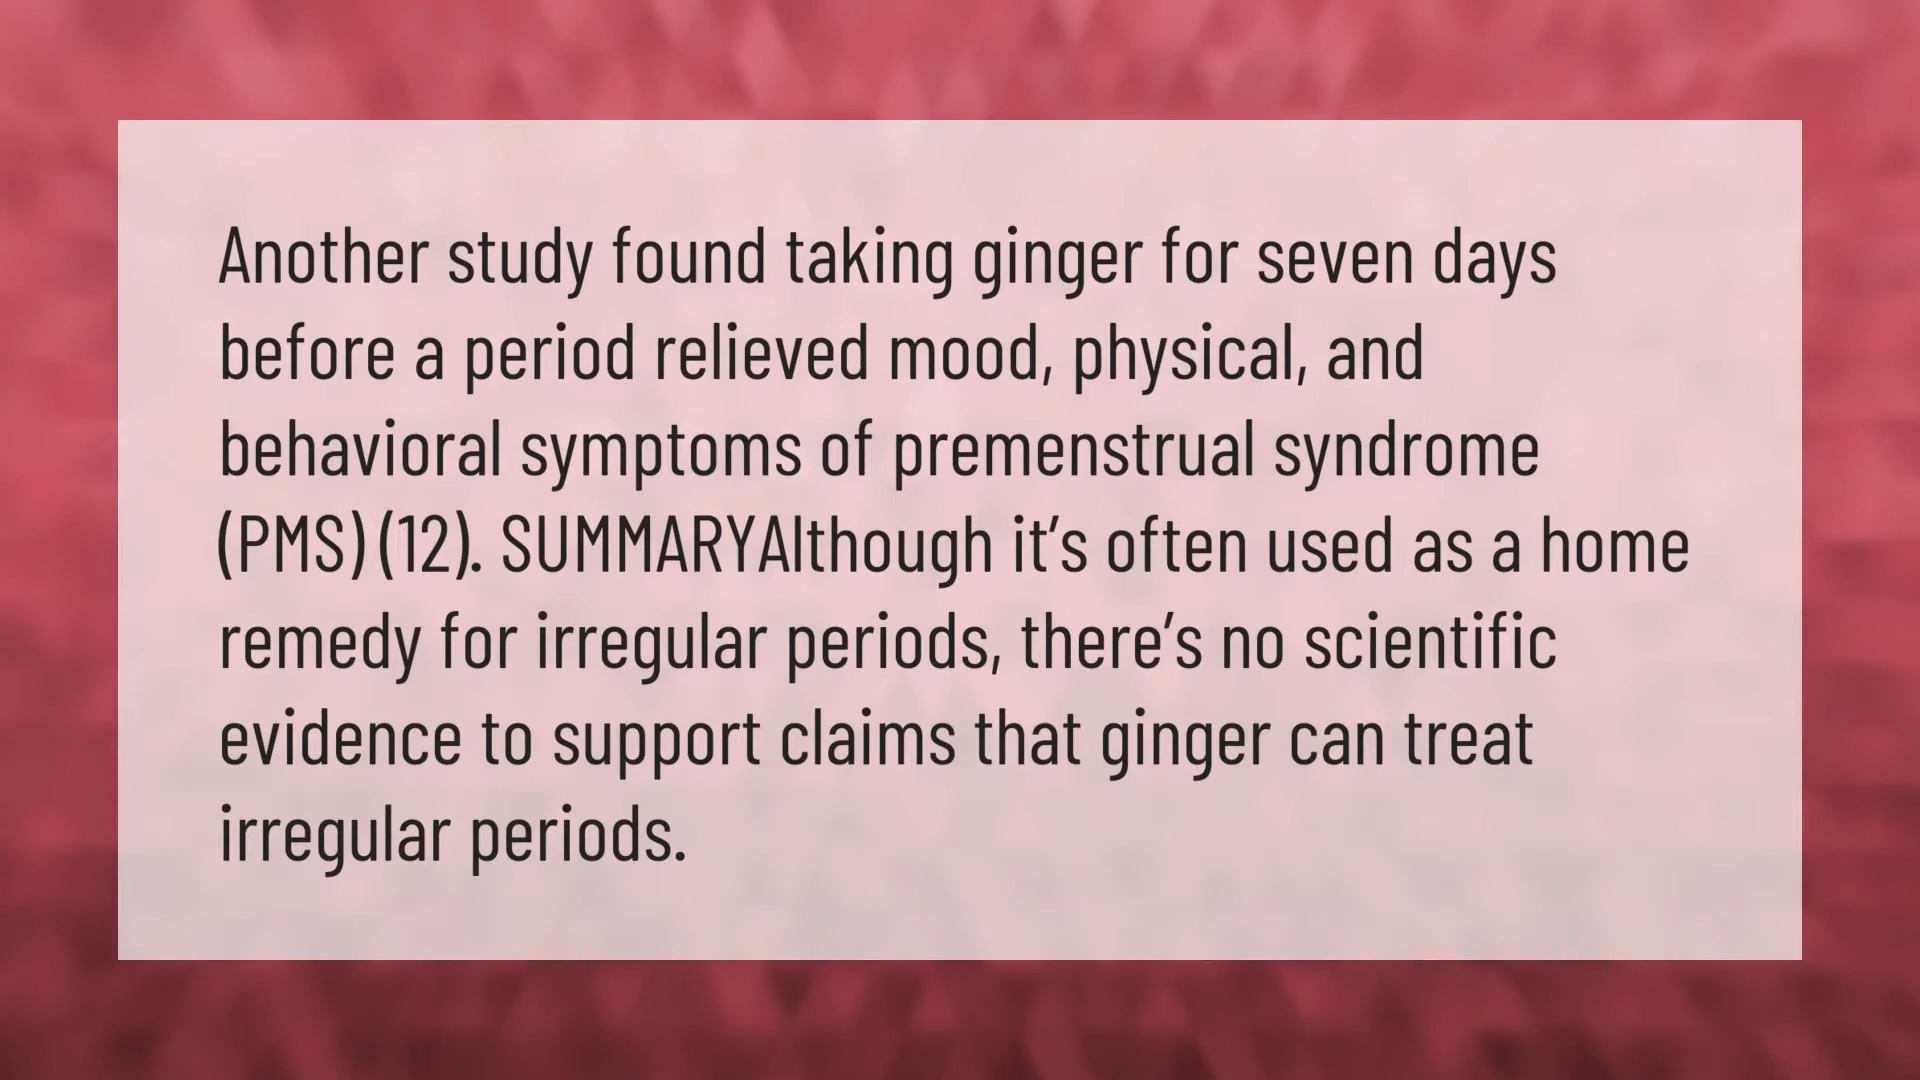 Another study found taking ginger for seven days
before a period relieved mood, physical, and
behavioral symptoms of premenstrual syndrome
(PMS) (12). SUMMARYAlthough it’s often used as a home
remedy for irregular periods, there’s no scientific
evidence to support claims that ginger can treat
irregular periods.